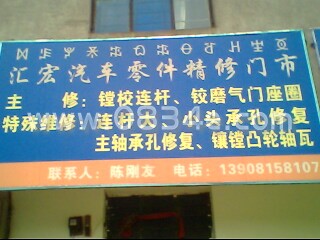 汇宏汽车零件精修门市
主 修：镗校连杆、铰磨气门座圈
特殊维修：连杆大、小头承孔修复
主轴承孔修复、镶镗凸轮轴瓦
联系人：陈刚友 电话：13908158107